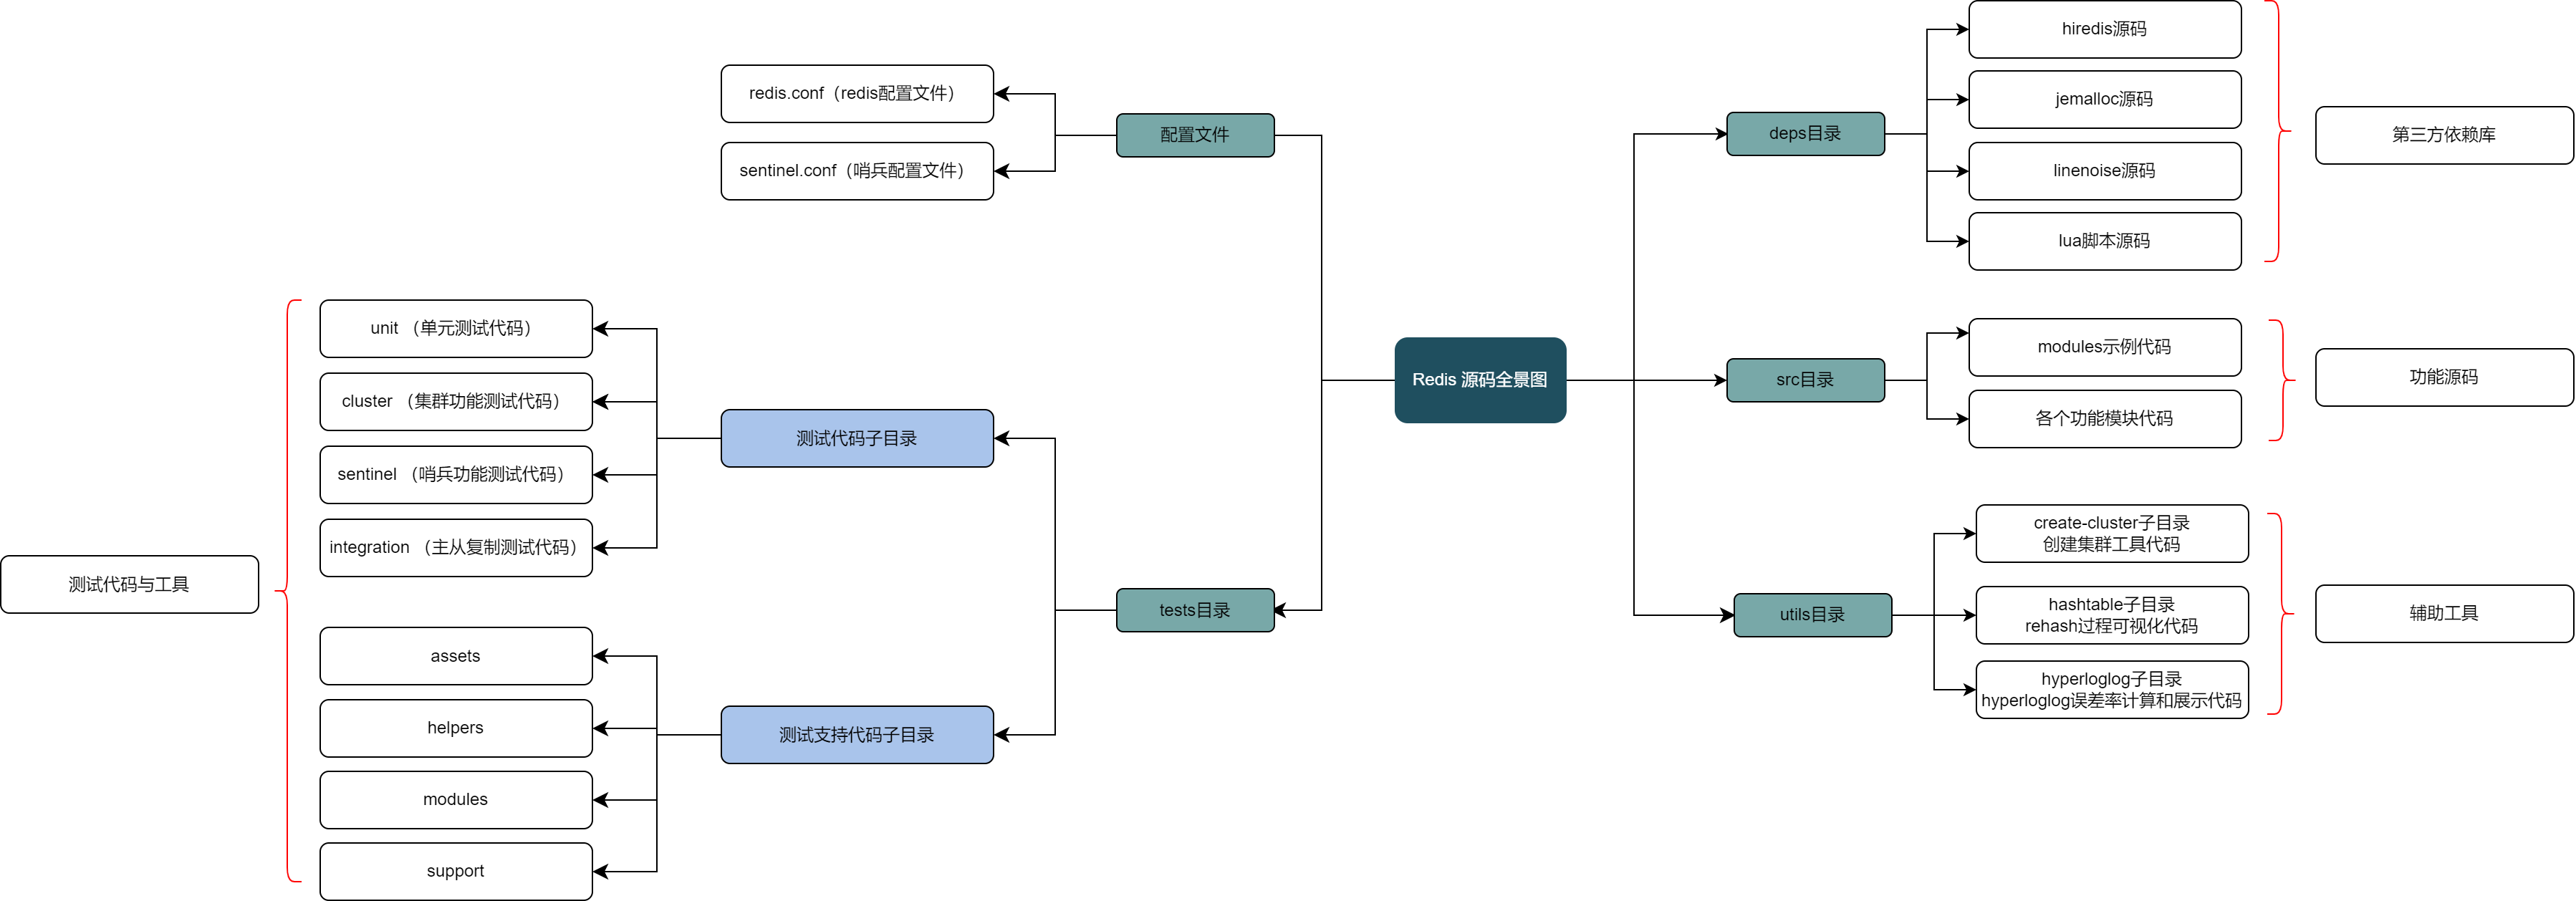 Redis 源码全景图
配置文件
redis.conf（redis配置文件）
sentinel.conf（哨兵配置文件）
tests目录
测试代码子目录
unit （单元测试代码）
cluster （集群功能测试代码）
sentinel （哨兵功能测试代码）
integration （主从复制测试代码）
测试支持代码子目录
assets
helpers
modules
support
测试代码与工具
deps目录
hiredis源码
jemalloc源码
linenoise源码
lua脚本源码
第三方依赖库
src目录
modules示例代码
各个功能模块代码
功能源码
utils目录
create-cluster子目录
创建集群工具代码
hashtable子目录
rehash过程可视化代码
hyperloglog子目录
hyperloglog误差率计算和展示代码
辅助工具